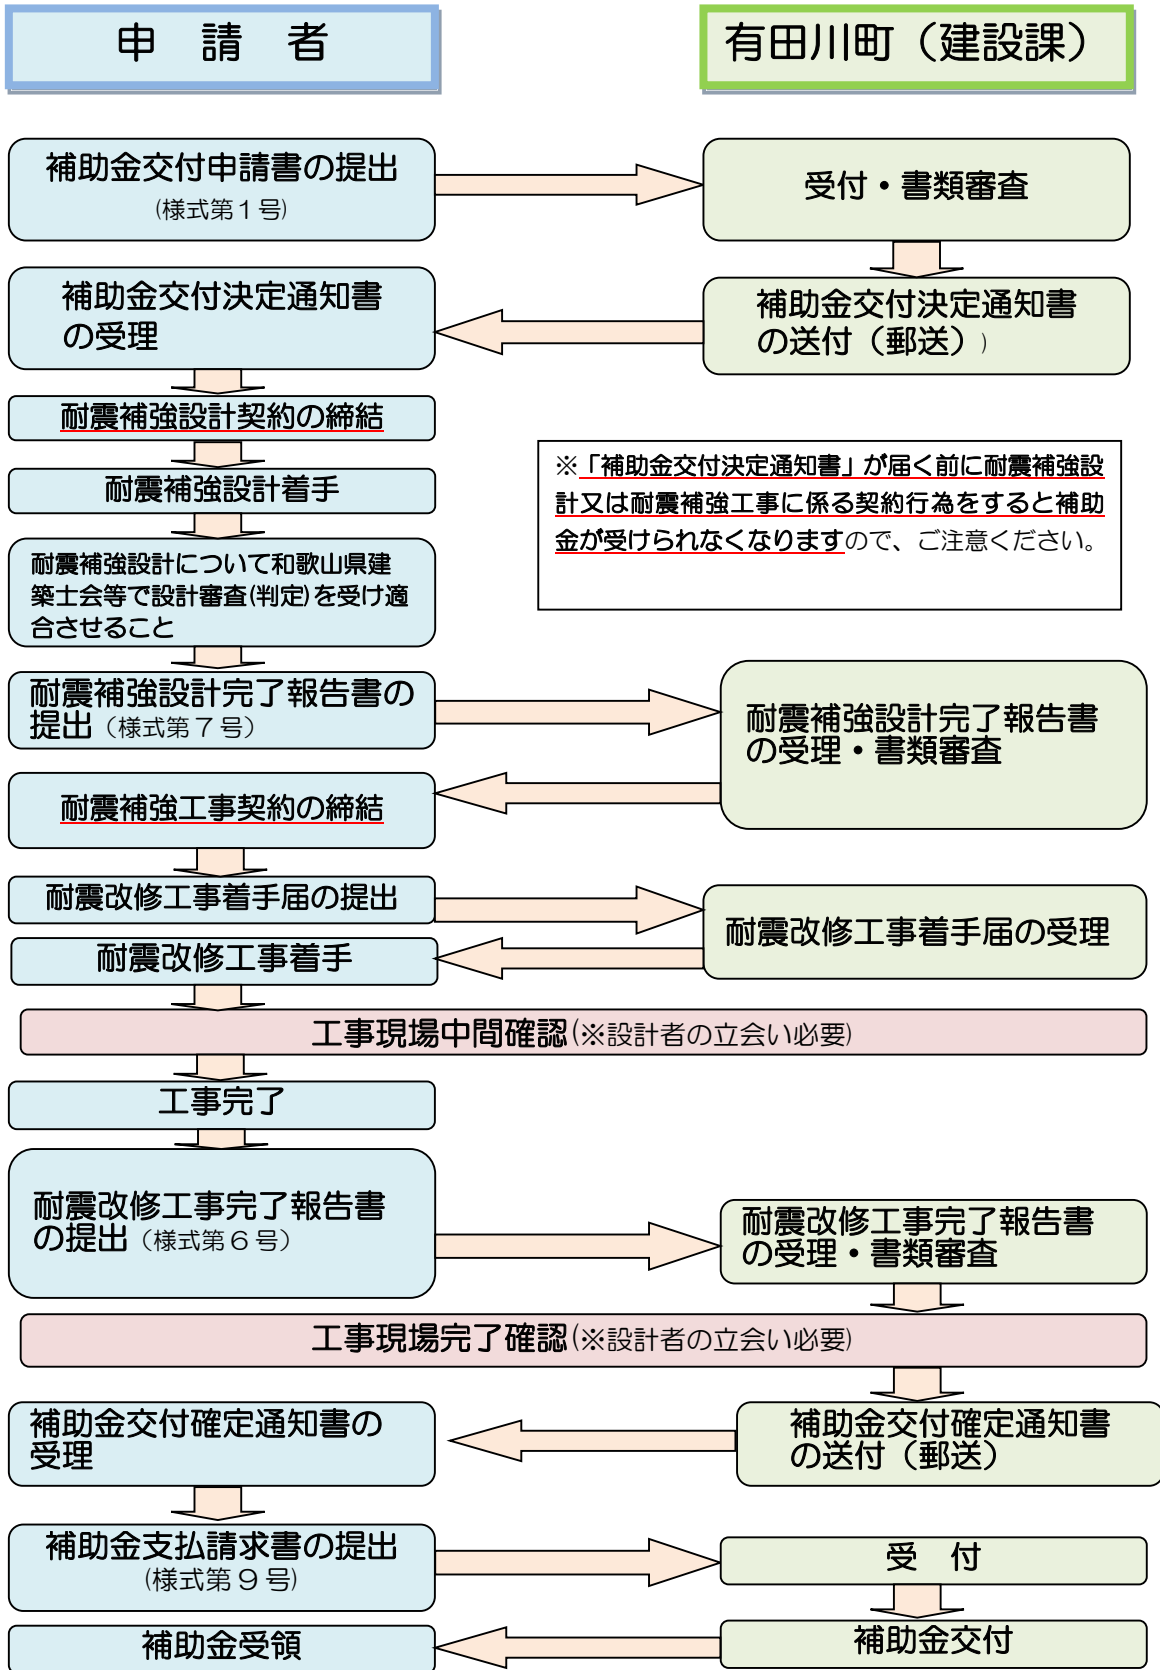 申　請　者
有田川町（建設課）
補助金交付申請書の提出
(様式第１号)
受付・書類審査
補助金交付決定通知書
の受理
補助金交付決定通知書
の送付（郵送））
耐震補強設計契約の締結
耐震補強設計着手
※「補助金交付決定通知書」が届く前に耐震補強設
計又は耐震補強工事に係る契約行為をすると補助
金が受けられなくなりますので、ご注意ください。
耐震補強設計について和歌山県建
築士会等で設計審査(判定)を受け適
合させること
耐震補強設計完了報告書の
提出（様式第７号）
耐震補強設計完了報告書
の受理・書類審査
耐震補強工事契約の締結
耐震改修工事着手届の提出
耐震改修工事着手届の受理
耐震改修工事着手
工事現場中間確認(※設計者の立会い必要)
工事完了
耐震改修工事完了報告書
の提出（様式第６号）
耐震改修工事完了報告書
の受理・書類審査
工事現場完了確認(※設計者の立会い必要)
補助金交付確定通知書の
受理
補助金交付確定通知書
の送付（郵送）
補助金支払請求書の提出
(様式第９号)
受　付
補助金受領
補助金交付